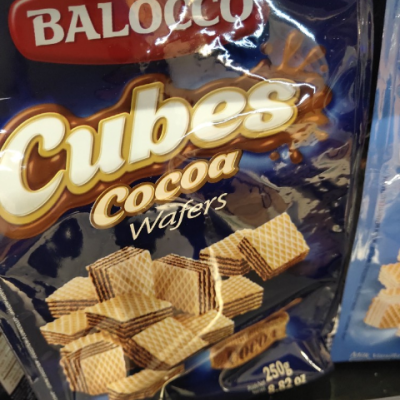 BALOCCO
Cubes
Cocoa
Wafers
COCOA
250g
8.82 oz